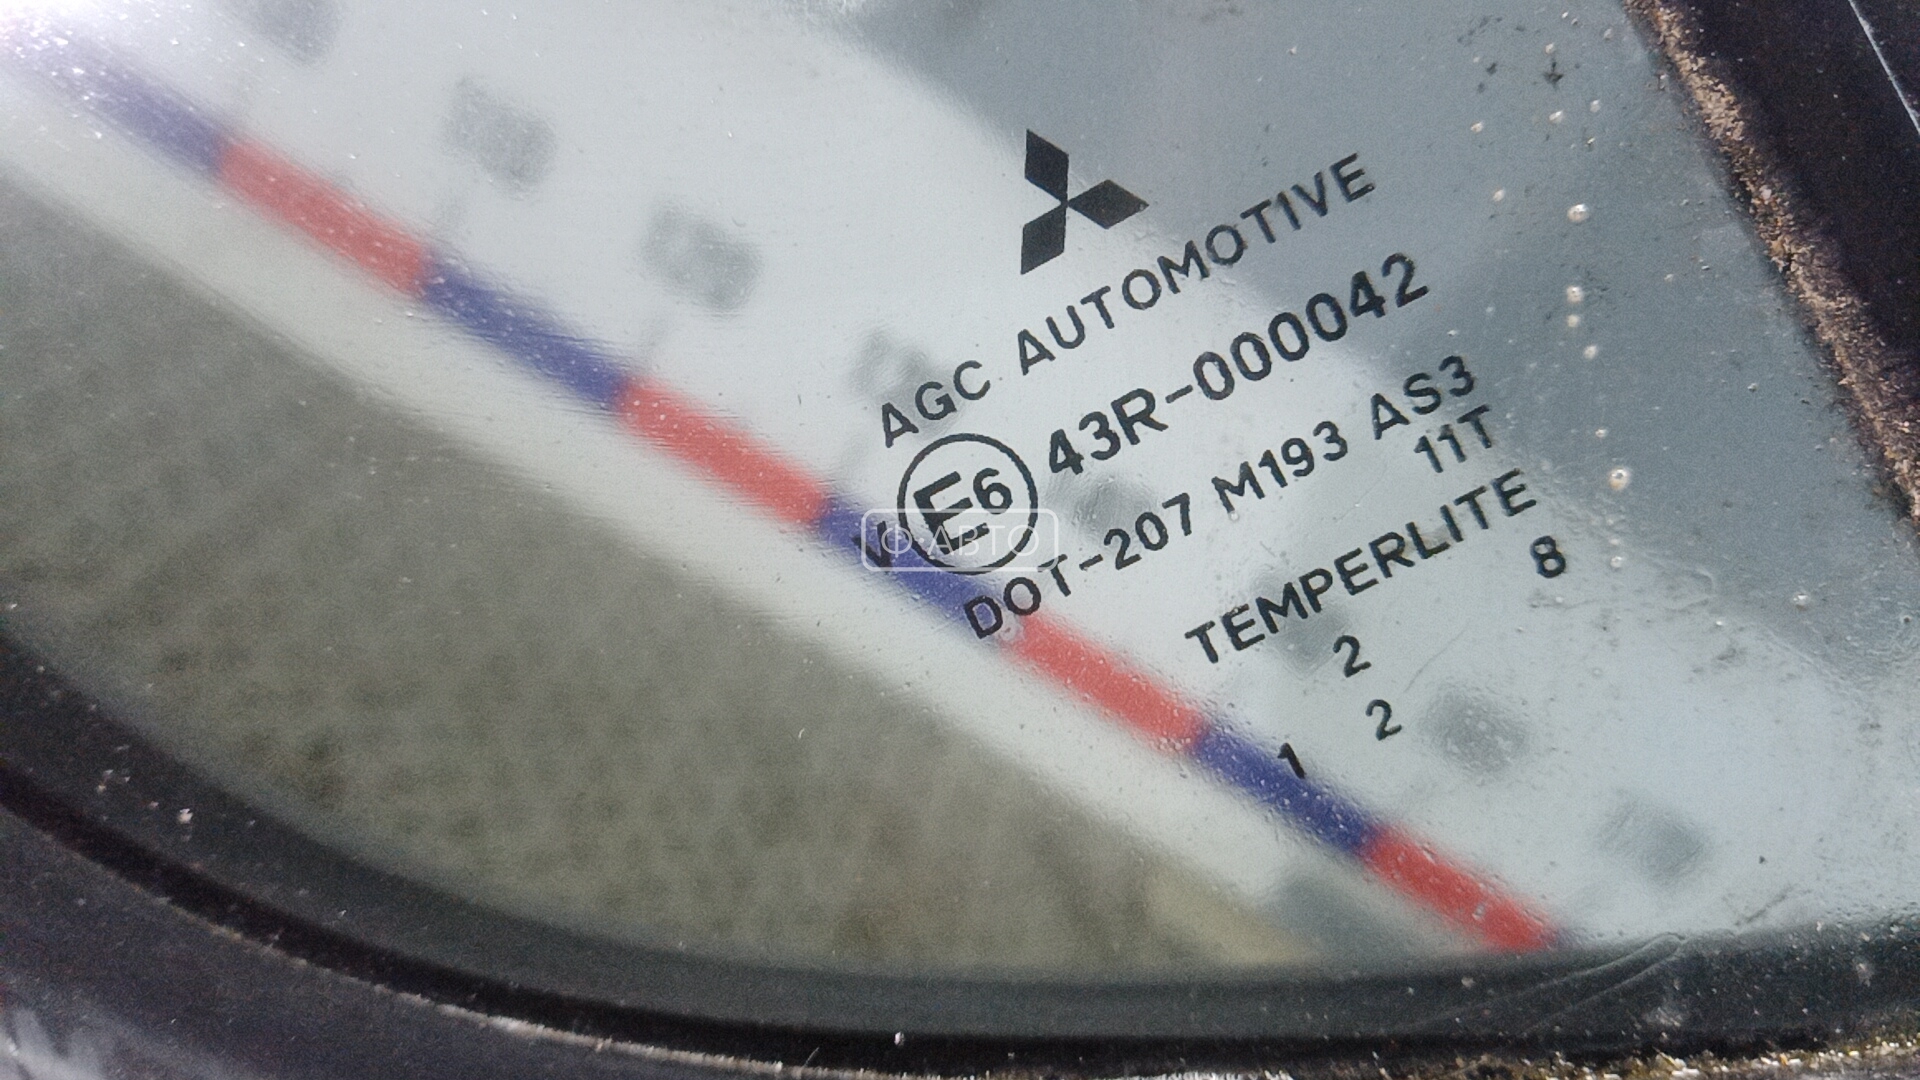 AGC AUTOMOTIVE
E6 43R-000042
V
Ф·АВТО
DOT-207 M193 AS3
11T
TEMPERLITE
2 8
2
1